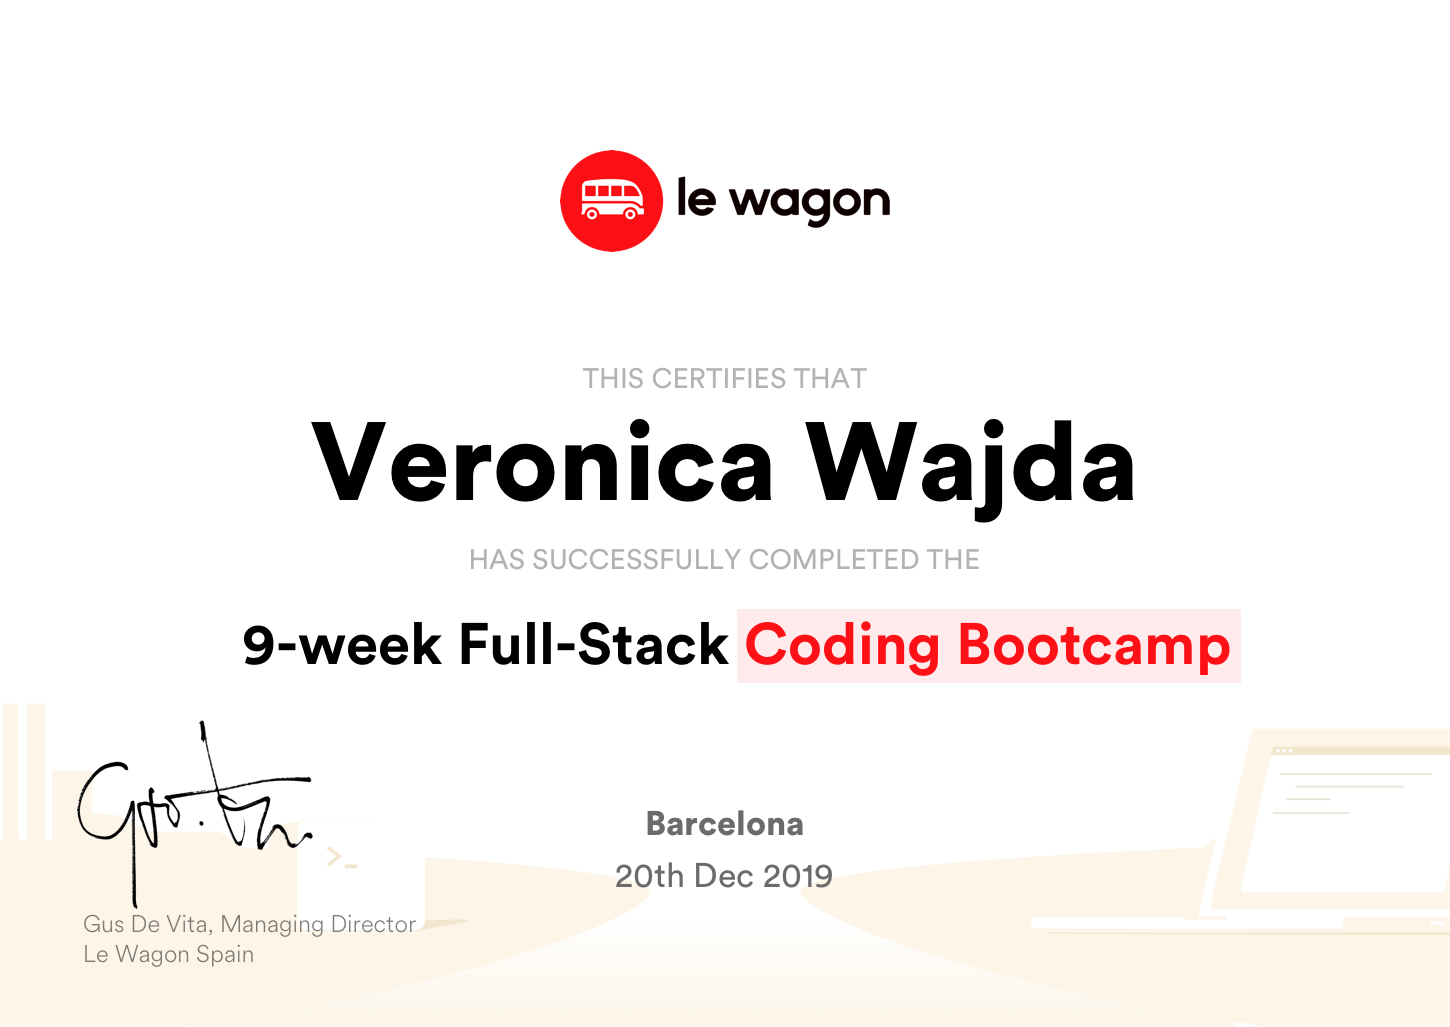 le wagon
THIS CERTIFIES THAT
Veronica Wajda
HAS SUCCESSFULLY COMPLETED THE
9-week Full-Stack Coding Bootcamp
Barcelona
20th Dec 2019
>_
Gus De Vita, Managing Director
Le Wagon Spain